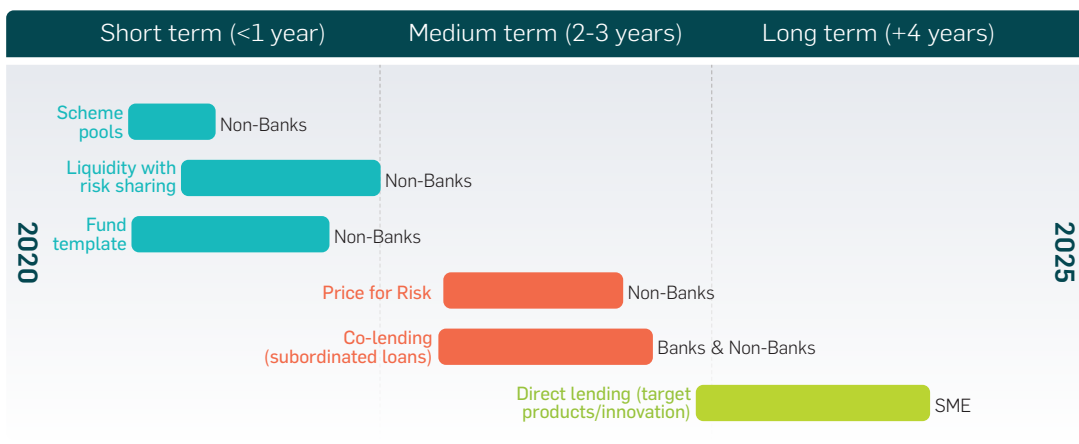 Short term (<1 year)
Medium term (2-3 years)
Long term (+4 years)
2020
Scheme
pools
Non-Banks
Liquidity with
risk sharing
Non-Banks
Fund
template
Non-Banks
Price for Risk
Non-Banks
Co-lending
(subordinated loans)
Banks & Non-Banks
Direct lending (target
products/innovation)
SME
2025